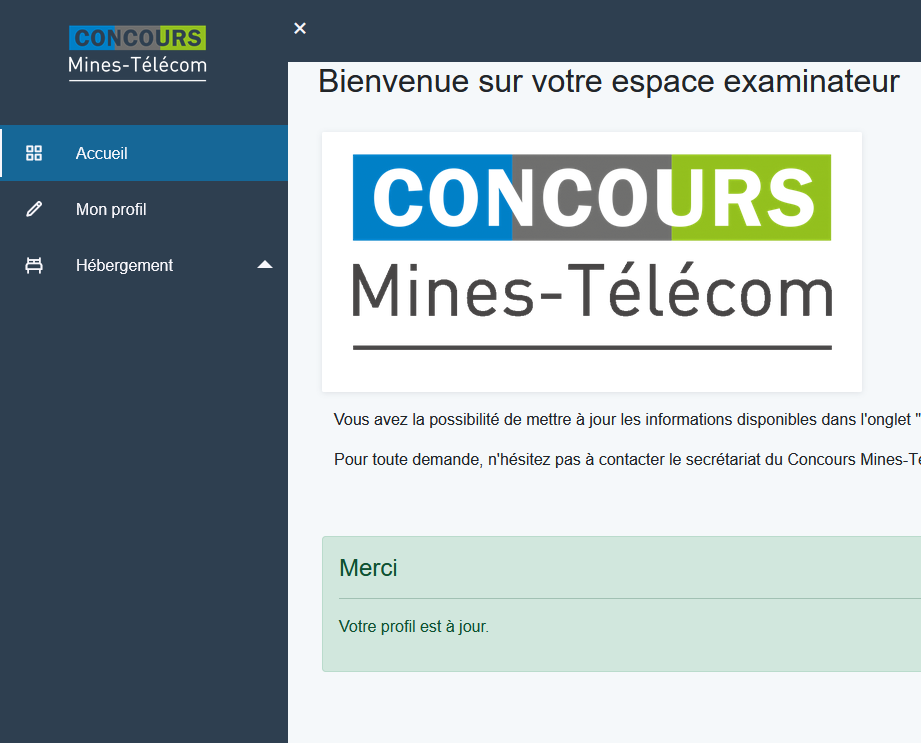 CONCOURS
Mines-Télécom
Accueil
Mon profil
Hébergement
Bienvenue sur votre espace examinateur
CONCOURS
Mines-Télécom
Vous avez la possibilité de mettre à jour les informations disponibles dans l'onglet "
Pour toute demande, n'hésitez pas à contacter le secrétariat du Concours Mines-Té
Merci
Votre profil est à jour.